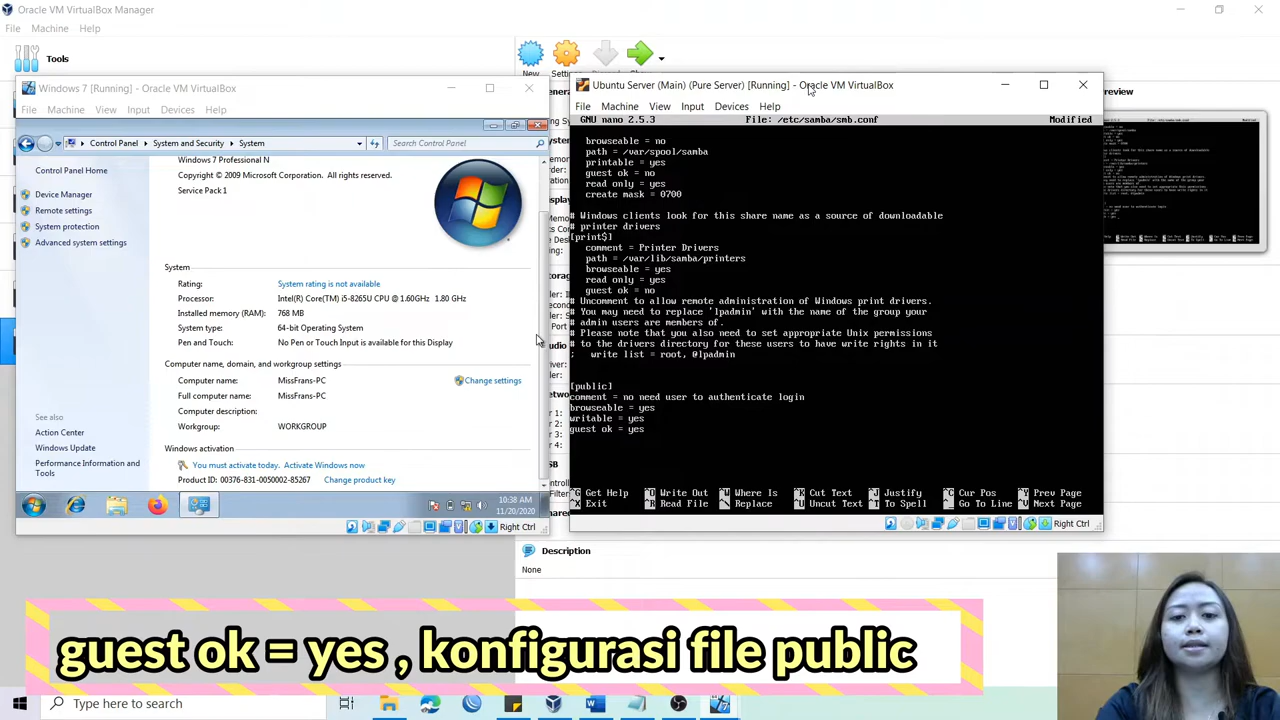 Oracle VM VirtualBox Manager
File Machine Help
Tools
New
Windows 7 [Running] - Oracle VM VirtualBox
File Machine View Input Devices Help
Control Panel System and Security System
Search Control Panel
Control Panel Home
Device Manager
Remote settings
System protection
Advanced system settings
See also
Action Center
Windows Update
Performance Information and
Tools
Windows 7 Professional N
Copyright © 2009 Microsoft Corporation. All rights reserved.
Service Pack 1
System
Rating: System rating is not available
Processor: Intel(R) Core(TM) i5-8265U CPU @ 1.60GHz 1.80 GHz
Installed memory (RAM): 768 MB
System type: 64-bit Operating System
Pen and Touch: No Pen or Touch Input is available for this Display
Computer name, domain, and workgroup settings
Computer name: MissFrans-PC
Change settings
Full computer name: MissFrans-PC
Computer description:
Workgroup: WORKGROUP
Windows activation
You must activate today. Activate Windows now
Product ID: 00376-831-0050002-85267 Change product key
10:38 AM
11/20/2020
Right Ctrl
Ubuntu Server (Main) (Pure Server) [Running] - Oracle VM VirtualBox
File Machine View Input Devices Help
GNU nano 2.5.3 File: /etc/samba/smb.conf Modified
browseable = no
path = /var/spool/samba
printable = yes
guest ok = no
read only = yes
create mask = 0700
# Windows clients look for this share name as a source of downloadable
# printer drivers
[print$]
comment = Printer Drivers
path = /var/lib/samba/printers
browseable = yes
read only = yes
guest ok = no
# Uncomment to allow remote administration of Windows print drivers.
# You may need to replace 'lpadmin' with the name of the group your
# admin users are members of.
# Please note that you also need to set appropriate Unix permissions
# to the drivers directory for these users to have write rights in it
; write list = root, @lpadmin
[public]
comment = no need user to authenticate login
browseable = yes
writable = yes
guest ok = yes
^G Get Help ^O Write Out ^W Where Is ^K Cut Text ^J Justify ^C Cur Pos ^Y Prev Page
^X Exit ^R Read File ^\ Replace ^U Uncut Text ^T To Spell ^_ Go To Line ^V Next Page
Right Ctrl
Preview
Description
None
guest ok = yes , konfigurasi file public
Type here to search